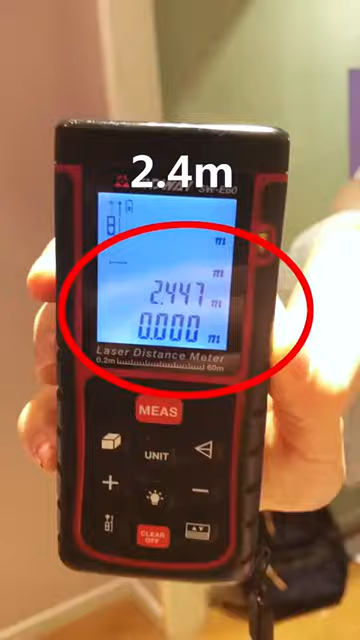 2.4m
SW-E60
m
m
2.447 m
0.000 m
Laser Distance Meter
0.2m 60m
MEAS
UNIT
+
−
CLEAR
OFF